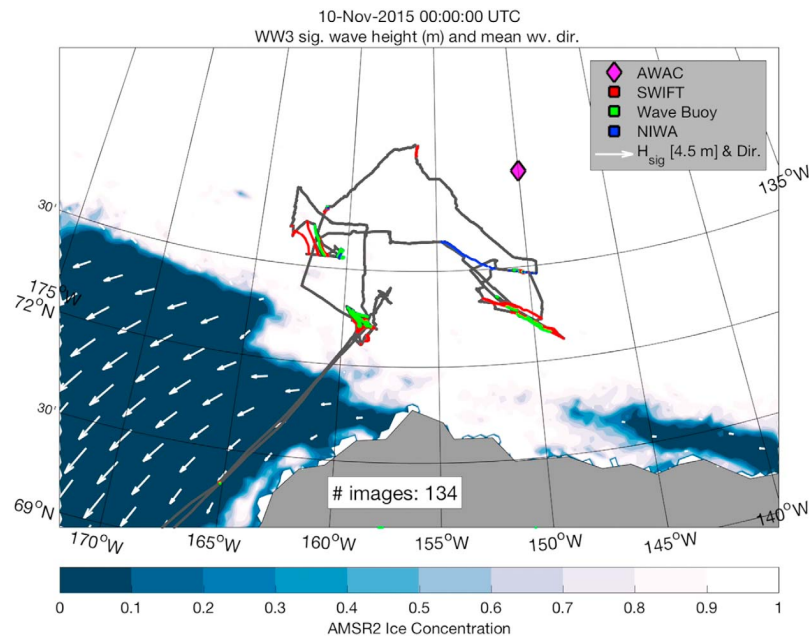 10-Nov-2015 00:00:00 UTC
WW3 sig. wave height (m) and mean wv. dir.
AWAC
SWIFT
Wave Buoy
NIWA
H_sig [4.5 m] & Dir.
135°W
30'
175°W
72°N
30'
69°N
# images: 134
170°W
165°W
160°W
155°W
150°W
145°W
140°W
0 0.1 0.2 0.3 0.4 0.5 0.6 0.7 0.8 0.9 1
AMSR2 Ice Concentration